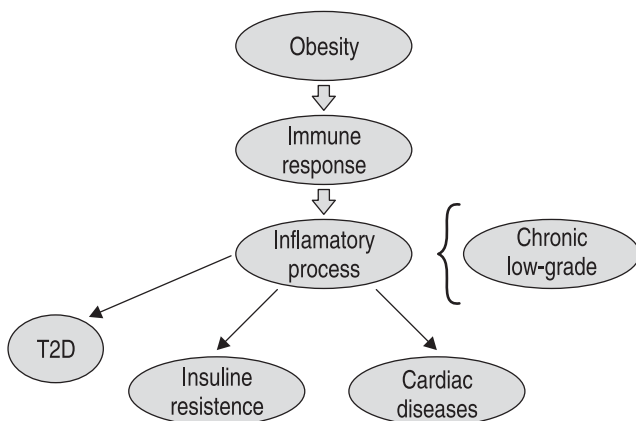 Obesity
Immune
response
Inflamatory
process
Chronic
low-grade
T2D
Insuline
resistence
Cardiac
diseases